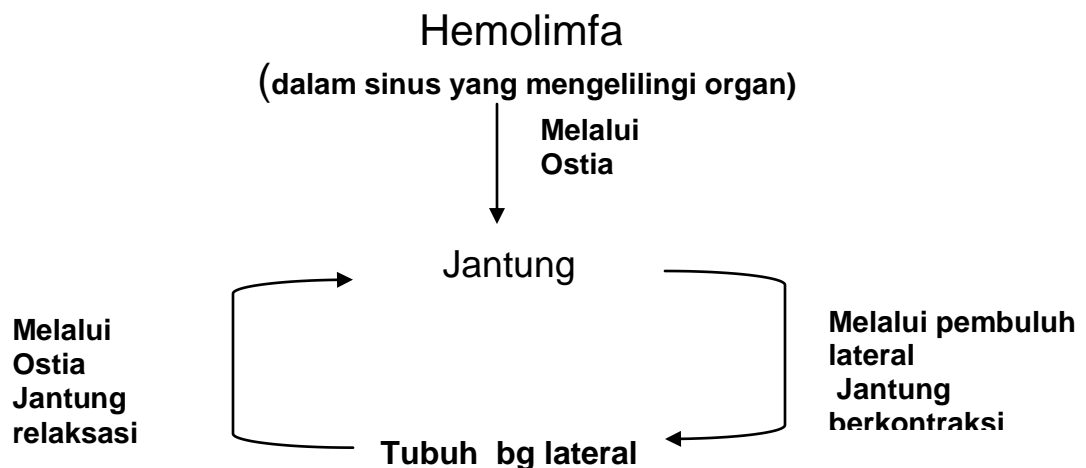 Hemolimfa
(dalam sinus yang mengelilingi organ)
Melalui
Ostia
Jantung
Melalui
Ostia
Jantung
relaksasi
Melalui pembuluh
lateral
Jantung
berkontraksi
Tubuh bg lateral